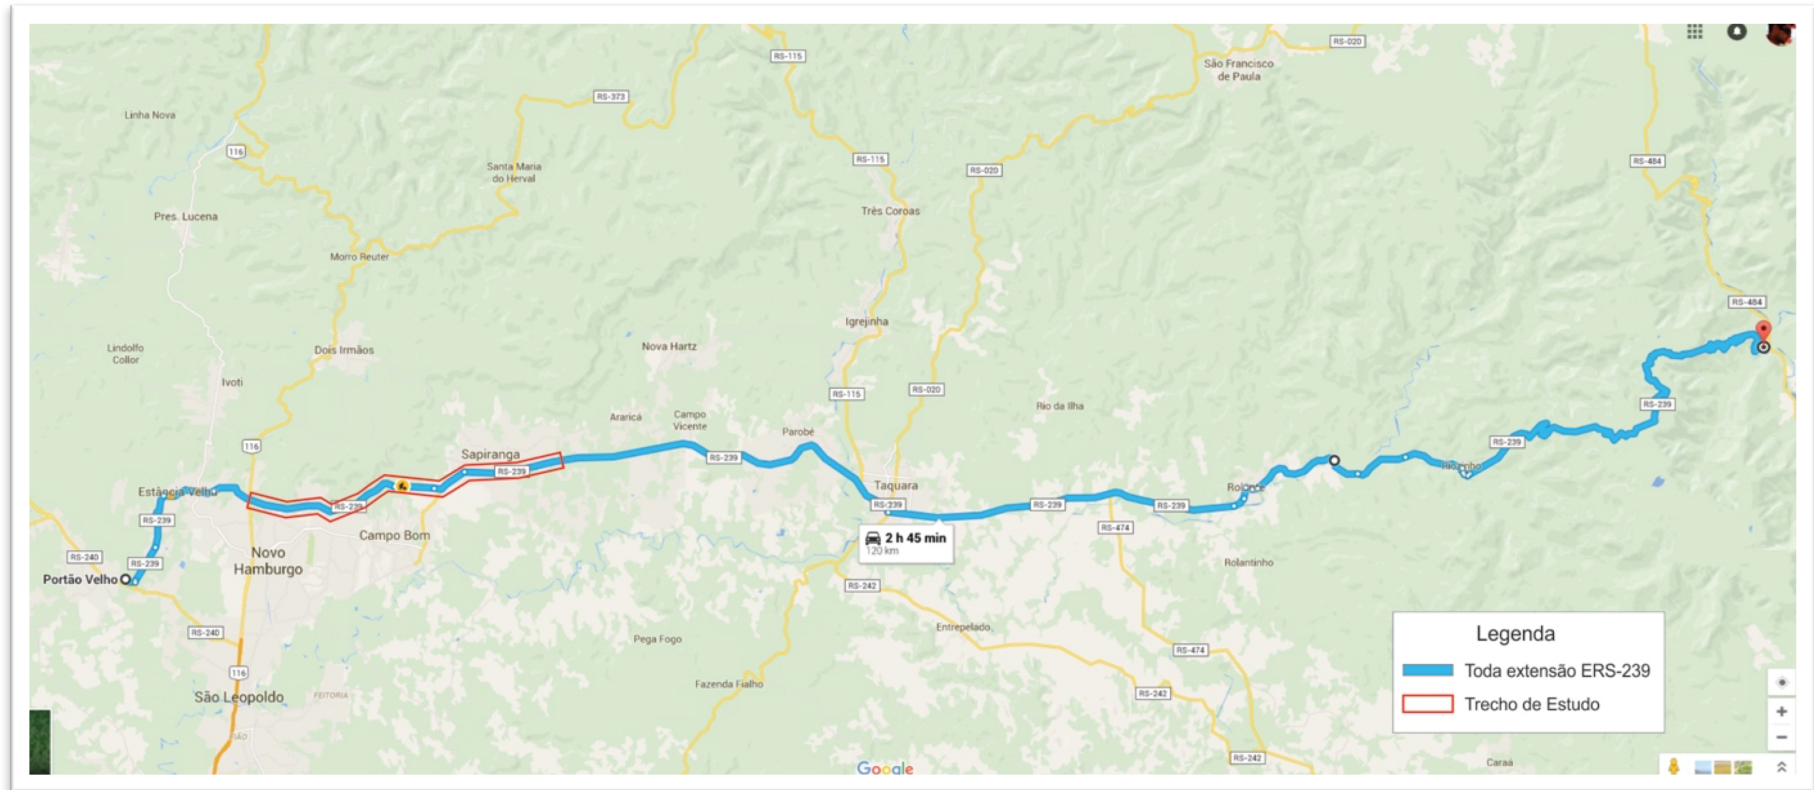 RS-020
RS-115
São Francisco
de Paula
RS-373
Linha Nova
116
RS-115
RS-484
Santa Maria
do Herval
RS-020
Três Coroas
Pres. Lucena
Morro Reuter
RS-484
Igrejinha
Lindolfo
Collor
Dois Irmãos
Nova Hartz
Ivoti
RS-115
RS-020
RS-239
Rio da Ilha
Araricá
Campo
Vicente
Parobé
116
RS-239
Sapiranga
RS-239
RS-239
Taquara
Estância Velha
RS-239
RS-239
RS-239
RS-239
RS-239
RS-474
Campo Bom
2 h 45 min
120 km
Novo
Hamburgo
RS-240
RS-239
Portão Velho
Rolantinho
RS-242
Legenda
Toda extensão ERS-239
Trecho de Estudo
RS-240
Entrepelado
Pega Fogo
RS-474
116
São Leopoldo
FEITORIA
Fazenda Fialho
RS-242
RS-242
Caraá
Google